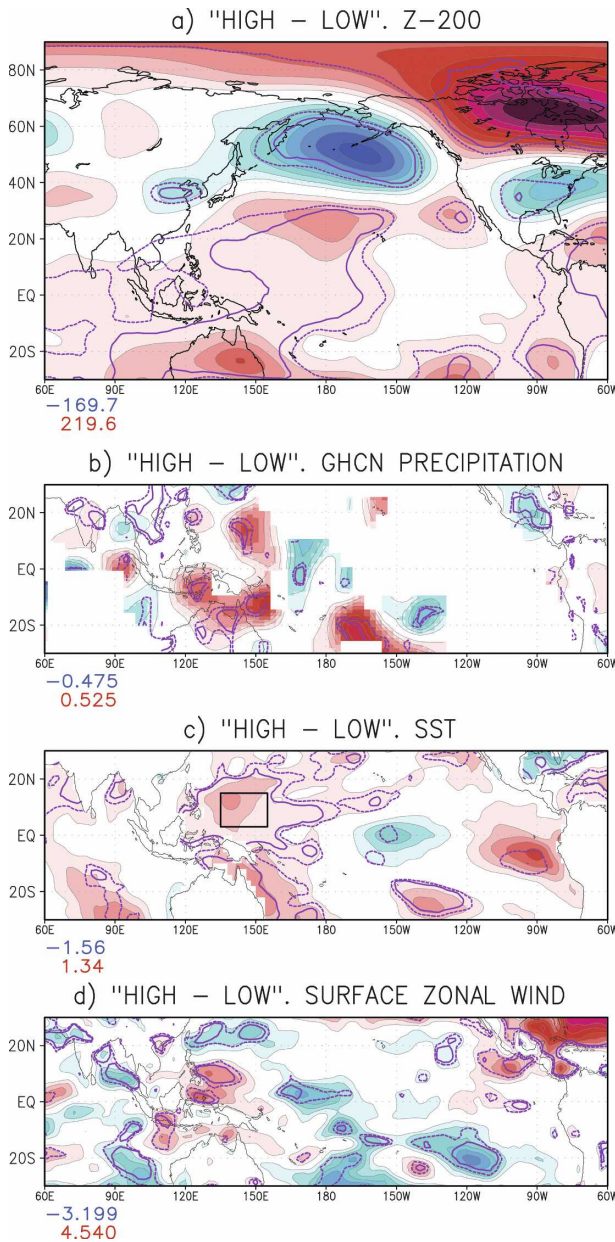 a) "HIGH − LOW". Z−200
80N
60N
40N
20N
EQ
20S
60E 90E 120E 150E 180 150W 120W 90W 60W
−169.7
219.6
b) "HIGH − LOW". GHCN PRECIPITATION
20N
EQ
20S
60E 90E 120E 150E 180 150W 120W 90W 60W
−0.475
0.525
c) "HIGH − LOW". SST
20N
EQ
20S
60E 90E 120E 150E 180 150W 120W 90W 60W
−1.56
1.34
d) "HIGH − LOW". SURFACE ZONAL WIND
20N
EQ
20S
60E 90E 120E 150E 180 150W 120W 90W 60W
−3.199
4.540